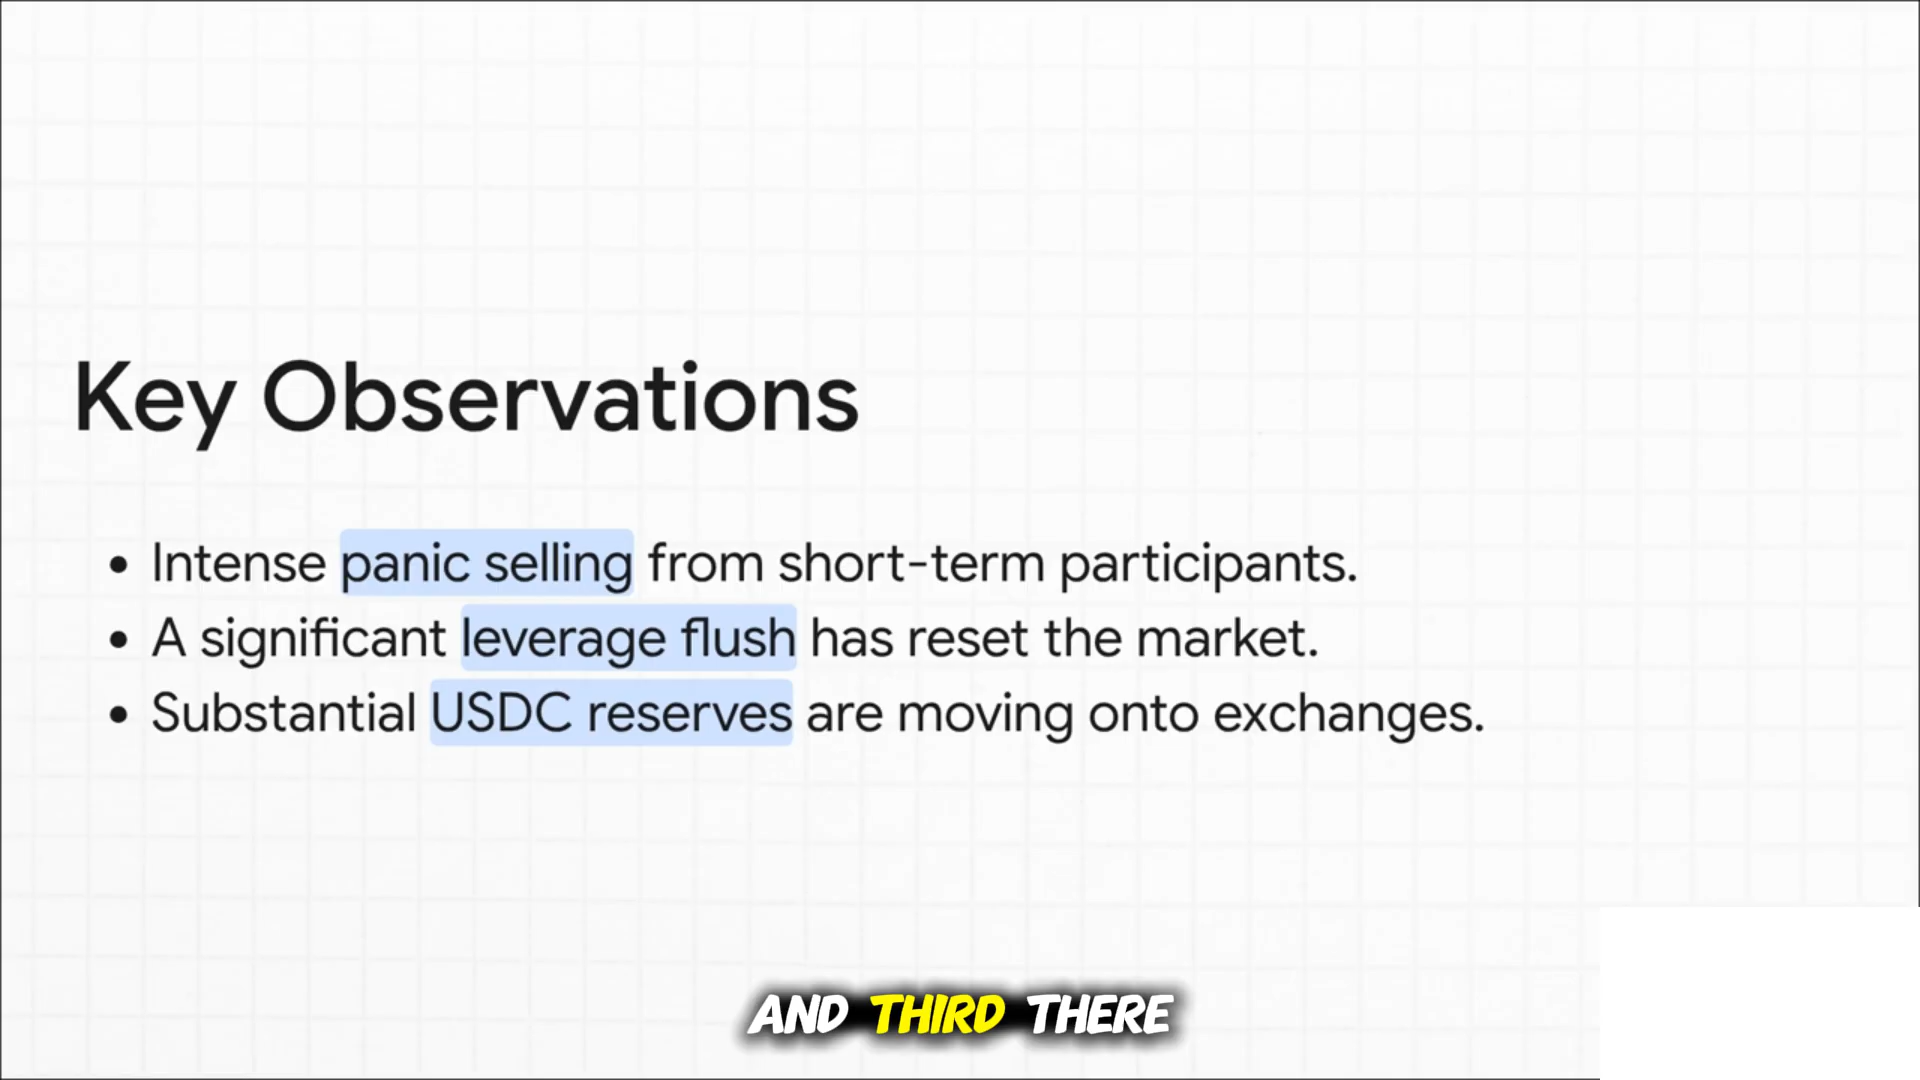 Key Observations
• Intense panic selling from short-term participants.
• A significant leverage flush has reset the market.
• Substantial USDC reserves are moving onto exchanges.
AND THIRD THERE